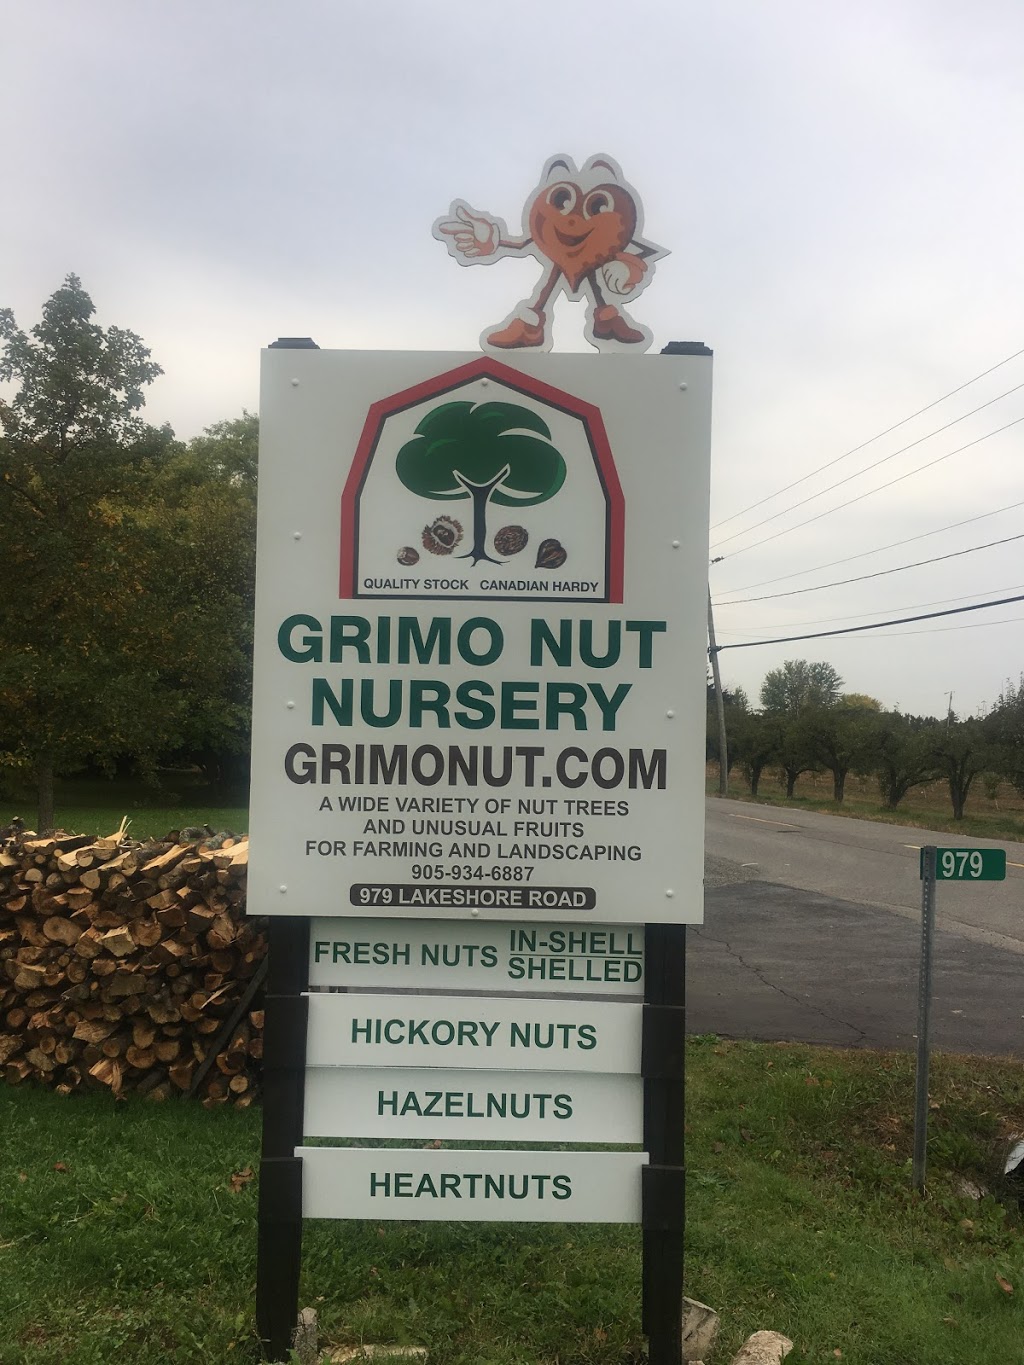 QUALITY STOCK CANADIAN HARDY
GRIMO NUT
NURSERY
GRIMONUT.COM
A WIDE VARIETY OF NUT TREES
AND UNUSUAL FRUITS
FOR FARMING AND LANDSCAPING
905-934-6887
979 LAKESHORE ROAD
979
FRESH NUTS IN-SHELL
SHELLED
HICKORY NUTS
HAZELNUTS
HEARTNUTS